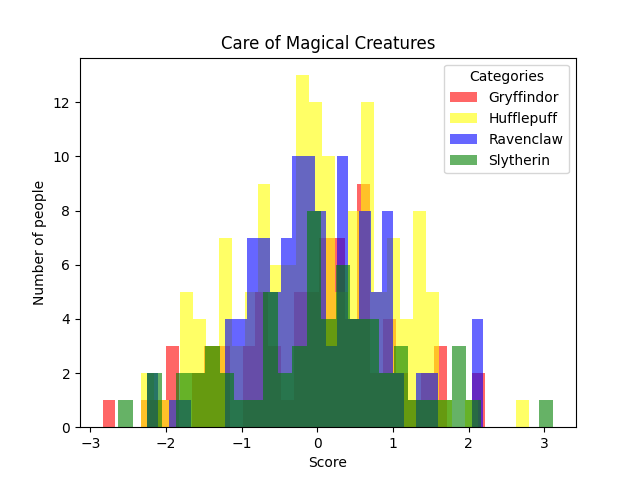 Care of Magical Creatures
Categories
Gryffindor
Hufflepuff
Ravenclaw
Slytherin
Number of people
12
10
8
6
4
2
0
−3
−2
−1
0
1
2
3
Score